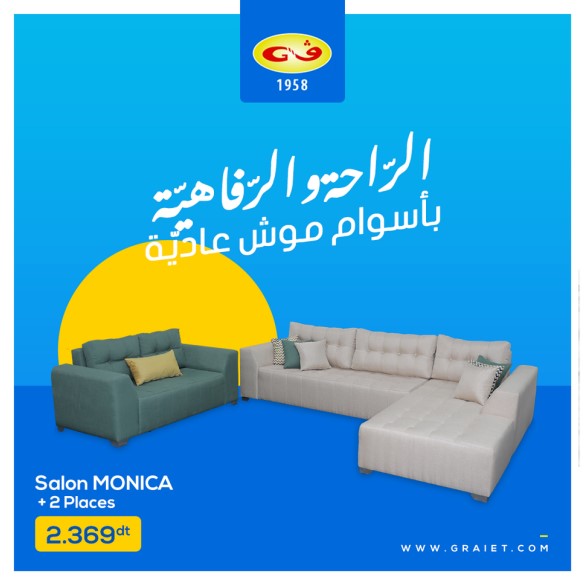 1958
الرّاحة و الرّفاهيّة
بأسوام موش عاديّة
Salon MONICA
+ 2 Places
2.369dt
WWW.GRAIET.COM